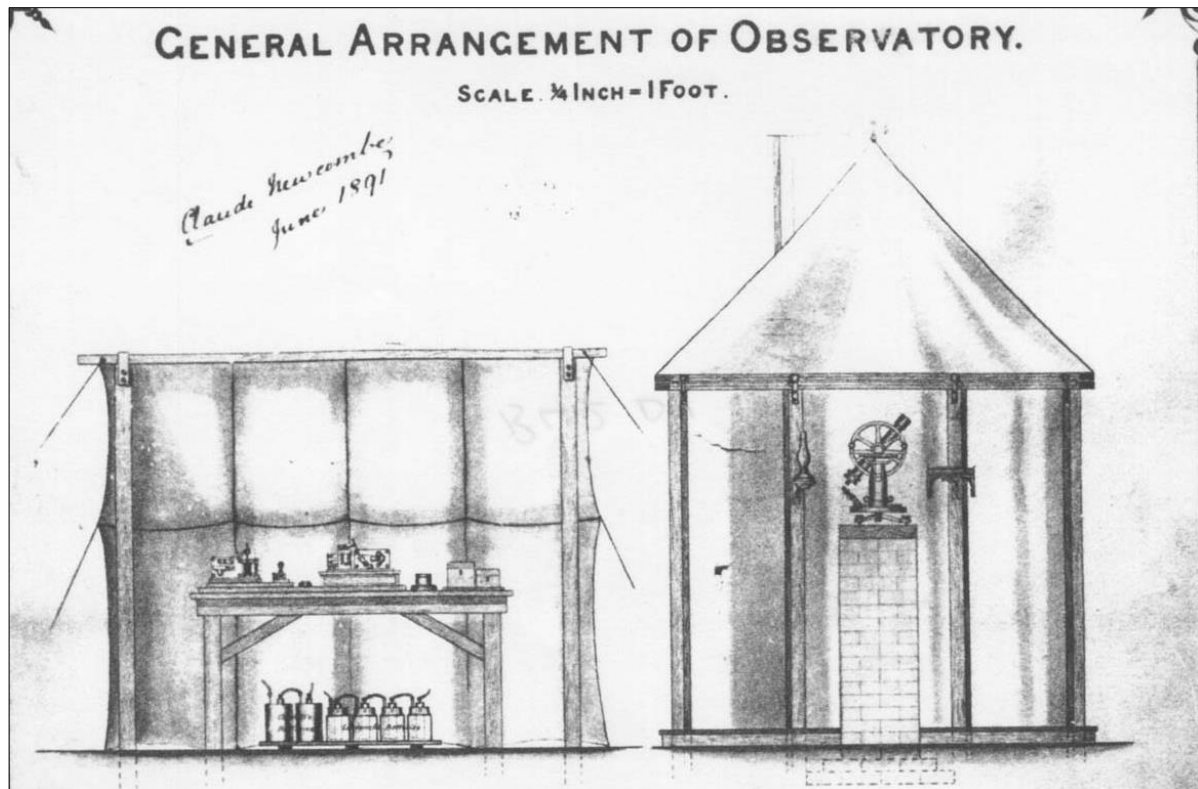 GENERAL ARRANGEMENT OF OBSERVATORY.
SCALE. ¼ INCH = 1 FOOT.
Claude Newcombe
June 1891